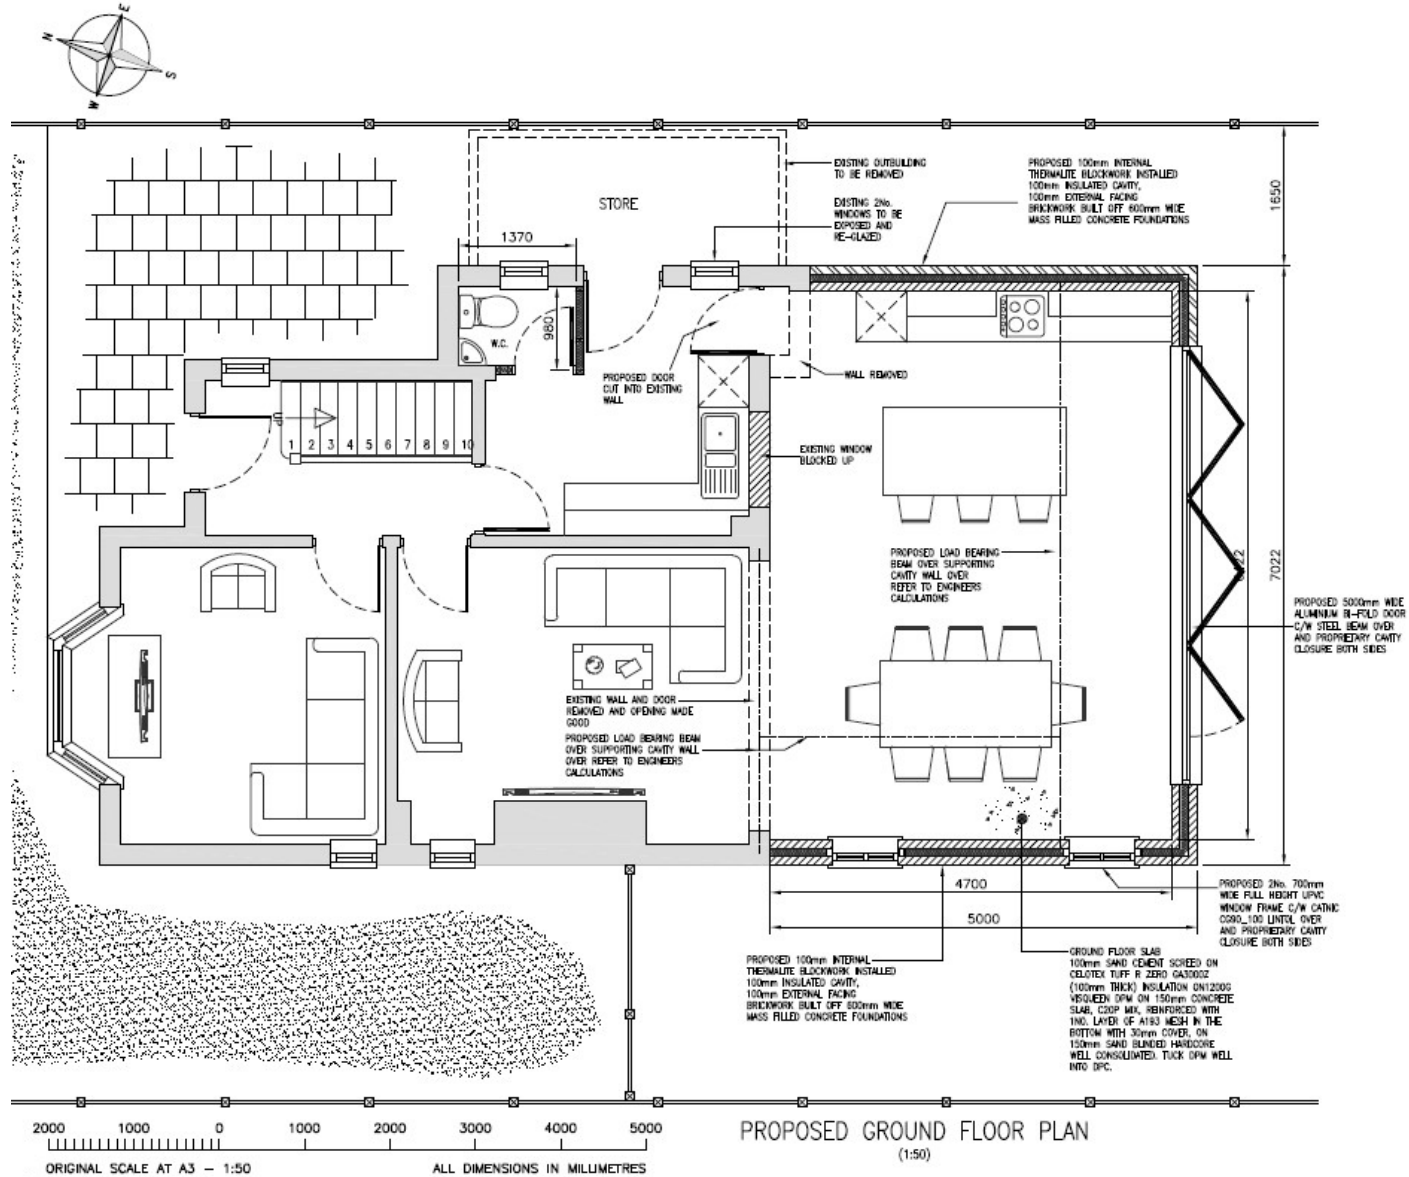 E
N
S
W
EXISTING OUTBUILDING
TO BE REMOVED
PROPOSED 100mm INTERNAL
THERMALITE BLOCKWORK INSTALLED
100mm INSULATED CAVITY,
100mm EXTERNAL FACING
BRICKWORK BUILT OFF 600mm WIDE
MASS FILLED CONCRETE FOUNDATIONS
1650
STORE
EXISTING 2No.
WINDOWS TO BE
EXPOSED AND
RE-GLAZED
1370
W.C.
980
PROPOSED DOOR
CUT INTO EXISTING
WALL
WALL REMOVED
UP
1 2 3 4 5 6 7 8 9 10
EXISTING WINDOW
BLOCKED UP
PROPOSED LOAD BEARING
BEAM OVER SUPPORTING
CAVITY WALL OVER
REFER TO ENGINEERS
CALCULATIONS
22
7022
PROPOSED 5000mm WIDE
ALUMINIUM BI-FOLD DOOR
C/W STEEL BEAM OVER
AND PROPRIETARY CAVITY
CLOSURE BOTH SIDES
EXISTING WALL AND DOOR
REMOVED AND OPENING MADE
GOOD
PROPOSED LOAD BEARING BEAM
OVER SUPPORTING CAVITY WALL
OVER REFER TO ENGINEERS
CALCULATIONS
4700
5000
PROPOSED 2No. 700mm
WIDE FULL HEIGHT UPVC
WINDOW FRAME C/W CATNIC
CG90_100 LINTOL OVER
AND PROPRIETARY CAVITY
CLOSURE BOTH SIDES
PROPOSED 100mm INTERNAL
THERMALITE BLOCKWORK INSTALLED
100mm INSULATED CAVITY,
100mm EXTERNAL FACING
BRICKWORK BUILT OFF 600mm WIDE
MASS FILLED CONCRETE FOUNDATIONS
GROUND FLOOR SLAB
100mm SAND CEMENT SCREED ON
CELOTEX TUFF R ZERO GA3000Z
(100mm THICK) INSULATION ON1200G
VISQUEEN DPM ON 150mm CONCRETE
SLAB, C20P MIX, REINFORCED WITH
1NO. LAYER OF A193 MESH IN THE
BOTTOM WITH 30mm COVER, ON
150mm SAND BLINDED HARDCORE
WELL CONSOLIDATED. TUCK DPM WELL
INTO DPC.
2000 1000 0 1000 2000 3000 4000 5000
ORIGINAL SCALE AT A3 - 1:50
ALL DIMENSIONS IN MILLIMETRES
PROPOSED GROUND FLOOR PLAN
(1:50)